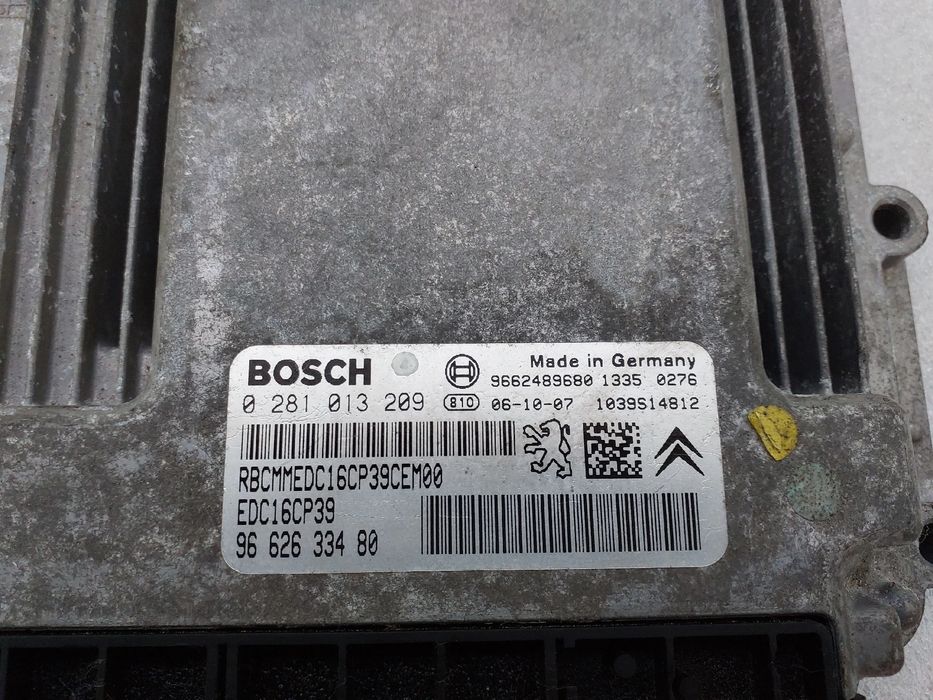 BOSCH Made in Germany
9662489680 1335 0276
0 281 013 209 810 06-10-07 1039S14812
RBCMMEDC16CP39CEM00
EDC16CP39
96 626 334 80